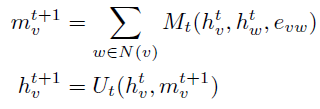 m_v^{t+1} = \sum_{w \in N(v)} M_t(h_v^t, h_w^t, e_{vw})
h_v^{t+1} = U_t(h_v^t, m_v^{t+1})